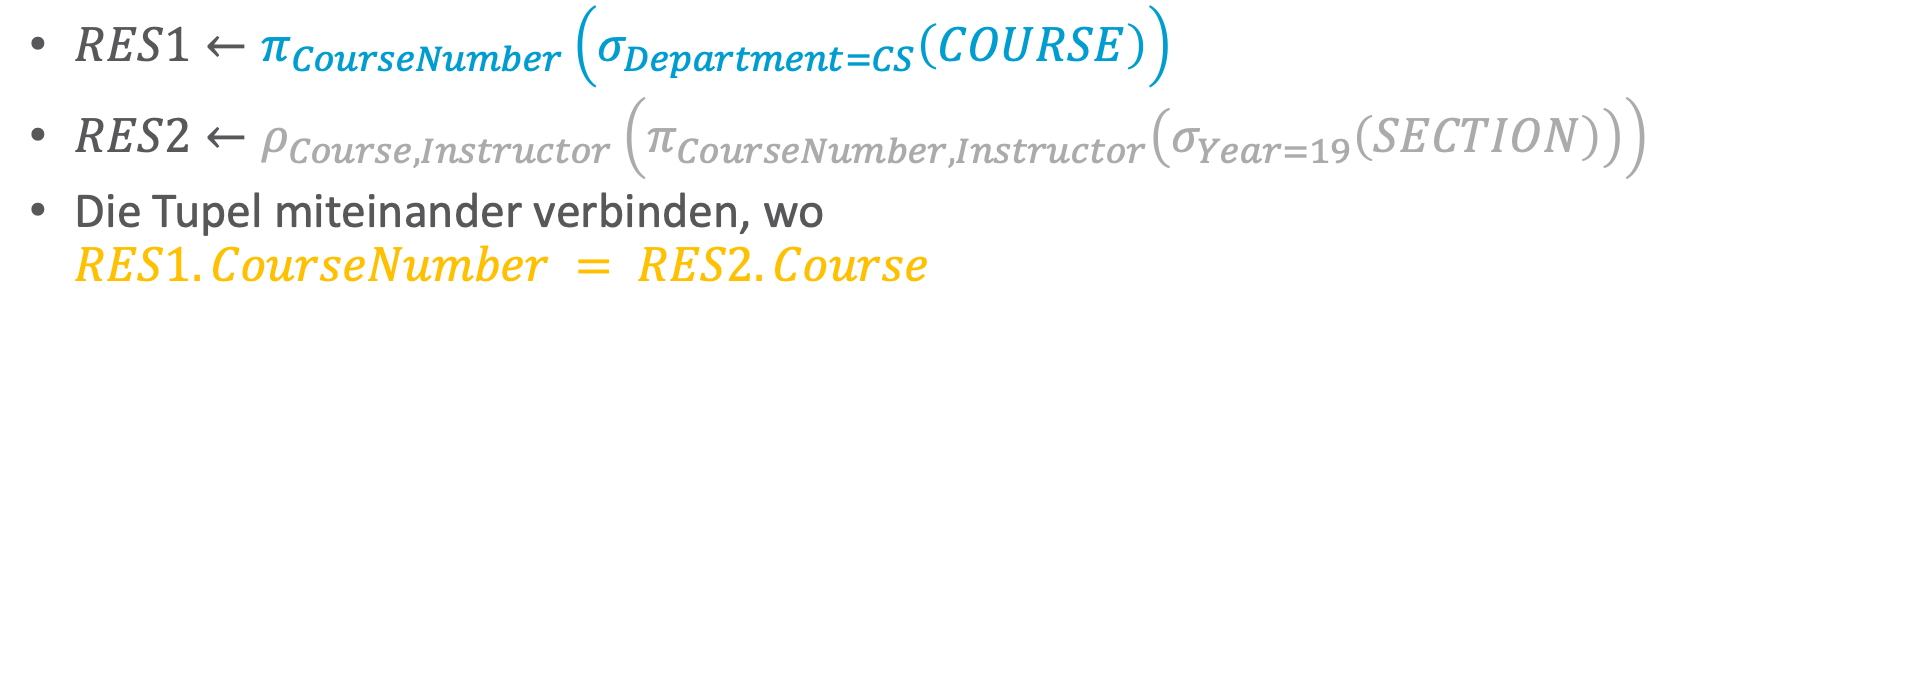 • RES1 ← π_CourseNumber (σ_Department=CS(COURSE))
• RES2 ← ρ_Course,Instructor (π_CourseNumber,Instructor(σ_Year=19(SECTION)))
• Die Tupel miteinander verbinden, wo
RES1.CourseNumber = RES2.Course